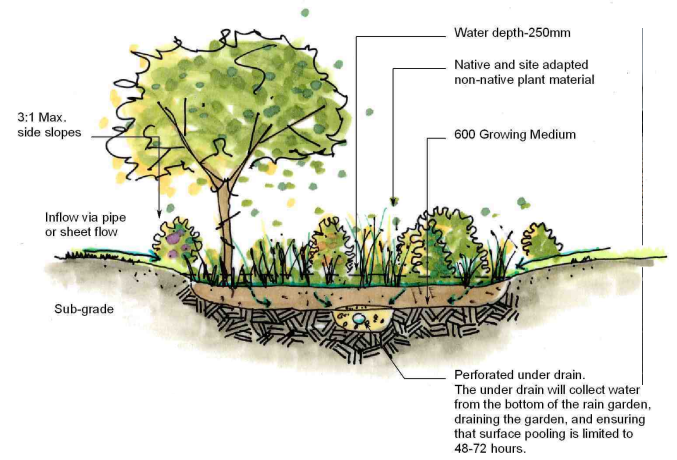 Water depth-250mm
Native and site adapted
non-native plant material
3:1 Max.
side slopes
600 Growing Medium
Inflow via pipe
or sheet flow
Sub-grade
Perforated under drain.
The under drain will collect water
from the bottom of the rain garden,
draining the garden, and ensuring
that surface pooling is limited to
48-72 hours.